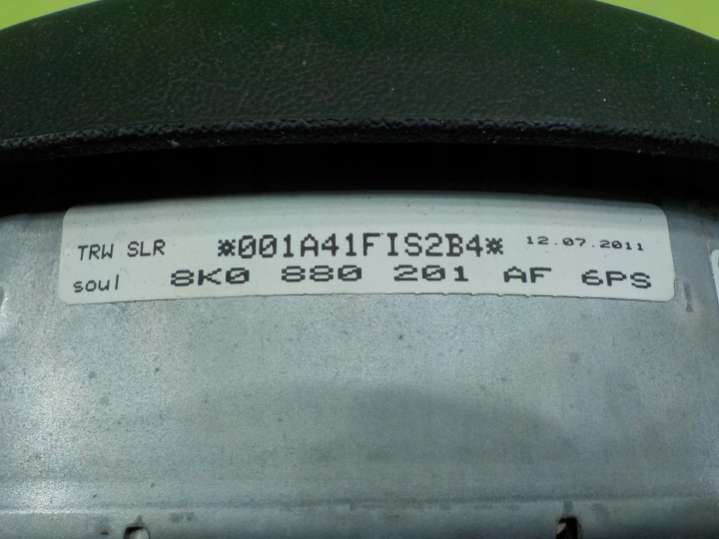 TRW SLR *001A41FIS2B4* 12.07.2011
soul 8K0 880 201 AF 6PS